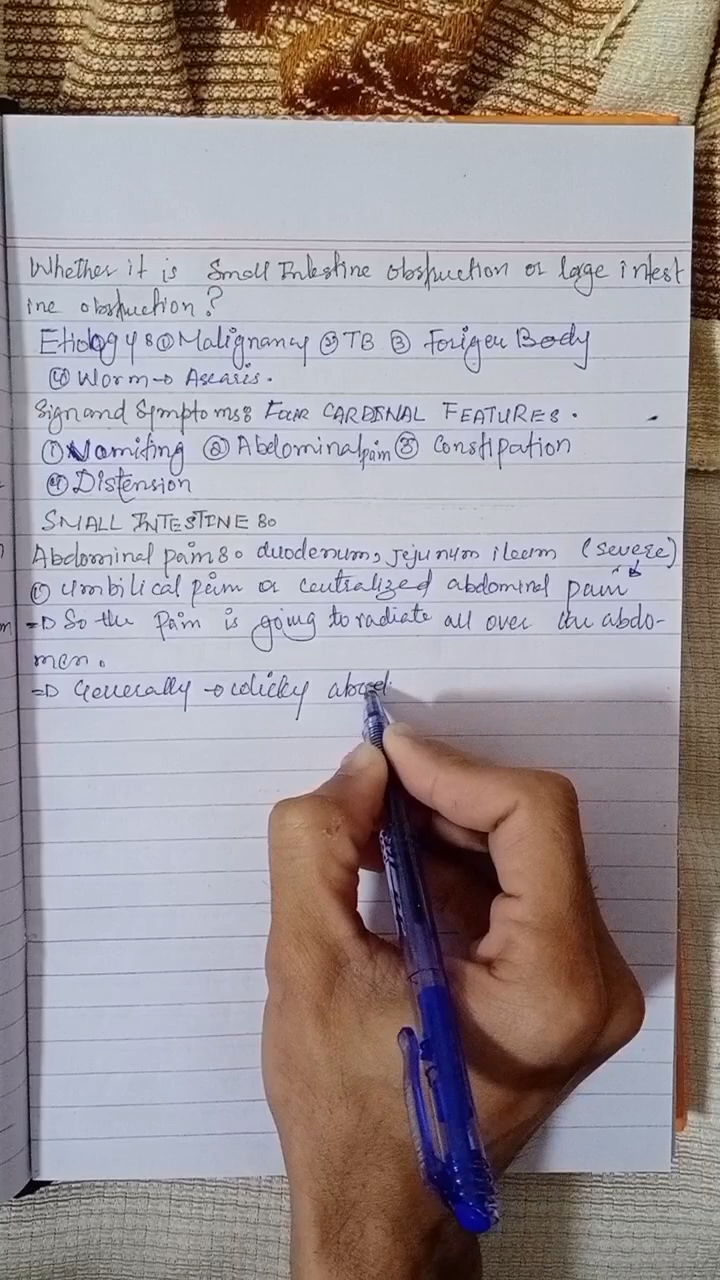 Whether it is Small Intestine obstruction or large intest
ine obstruction?
Etiology : ① Malignancy ② TB ③ Forigen Body
④ Worm → Ascaris.
Sign and Symptoms : FOUR CARDINAL FEATURES.
① Vomiting ② Abdominal pain ③ Constipation
④ Distension
SMALL INTESTINE :
Abdominal pain : duodenum, jejunum ileum (severe)
① umbilical pain or centralized abdominal pain
⇒ So the pain is going to radiate all over the abdo-
men.
⇒ Generally → colicky abd